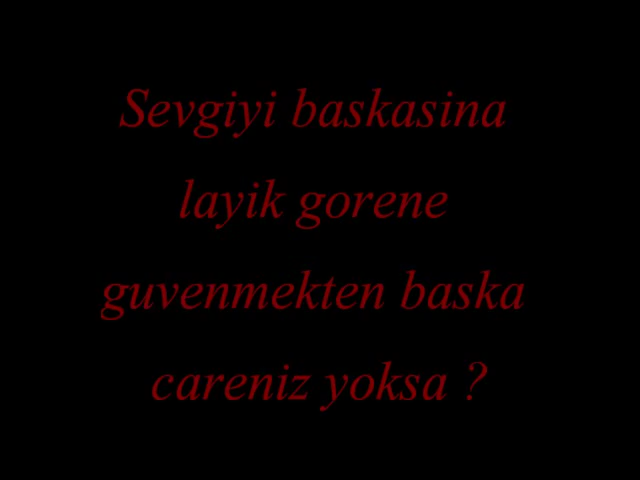 Sevgiyi baskasina
layik gorene
guvenmekten baska
careniz yoksa ?